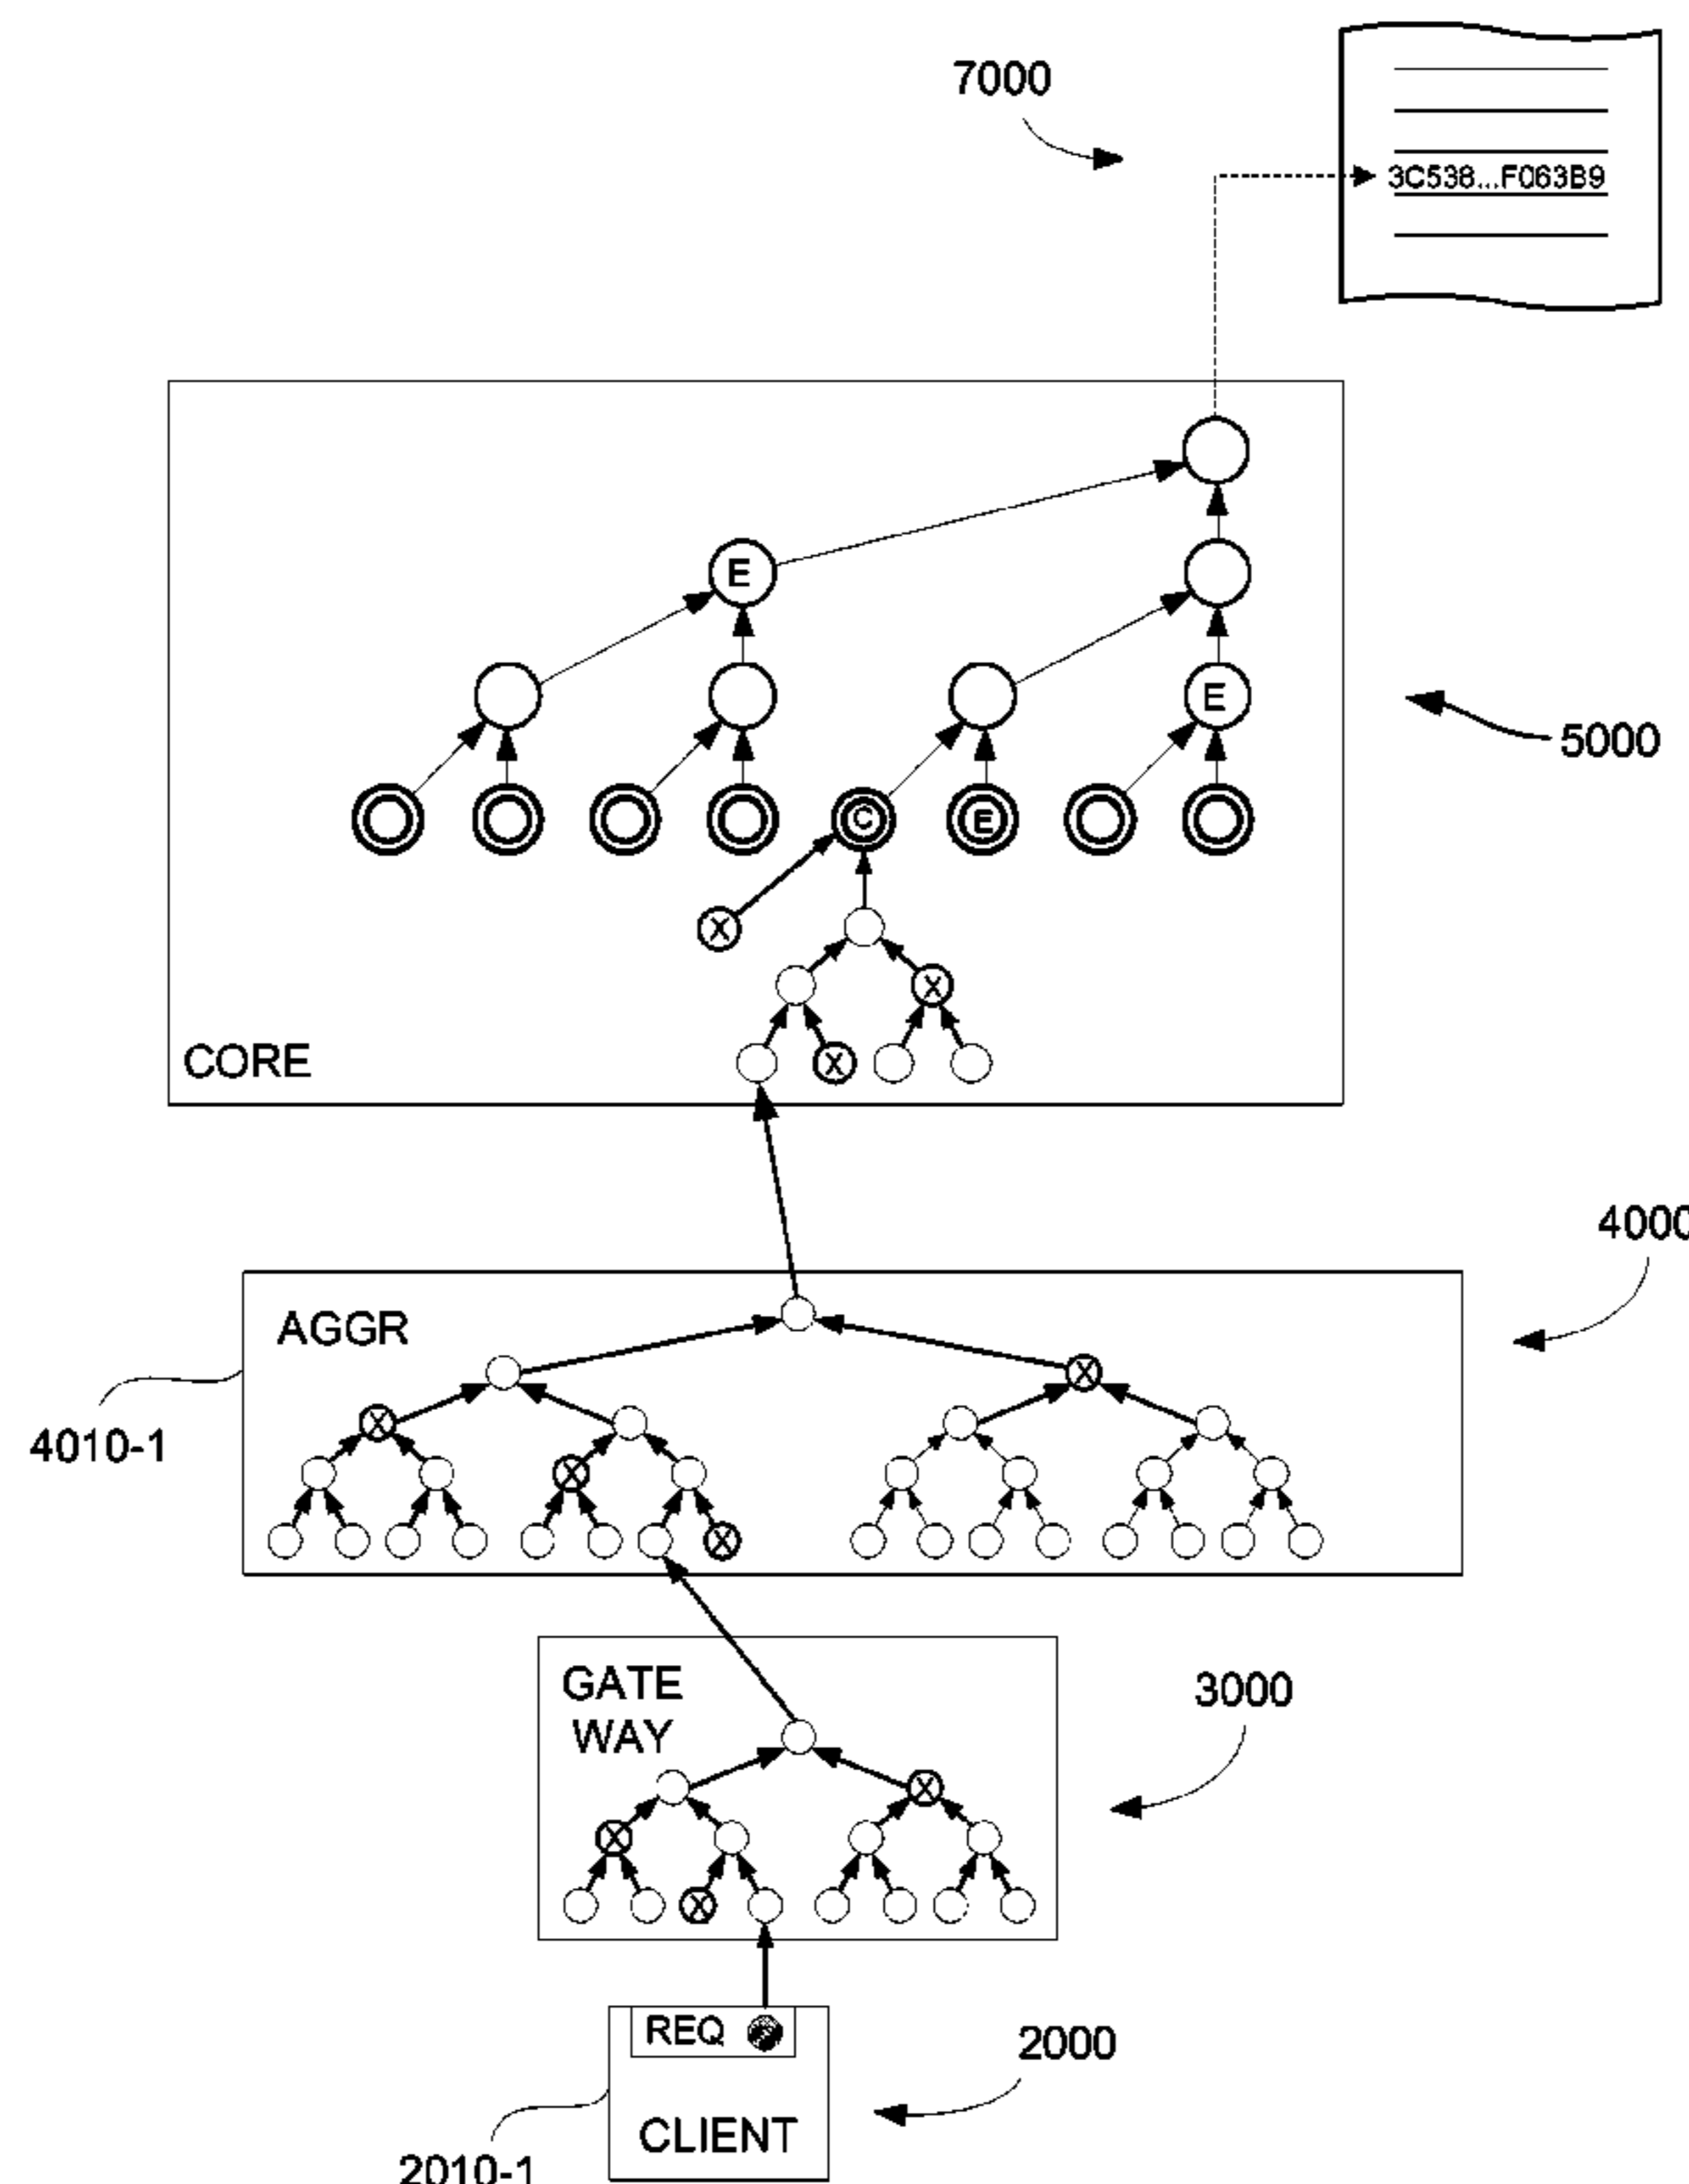 7000
3C538...F063B9
E
E
5000
C
E
X
X
CORE
X
4000
AGGR
X
X
4010-1
X
X
GATE
WAY
3000
X
X
X
REQ
2000
CLIENT
2010-1